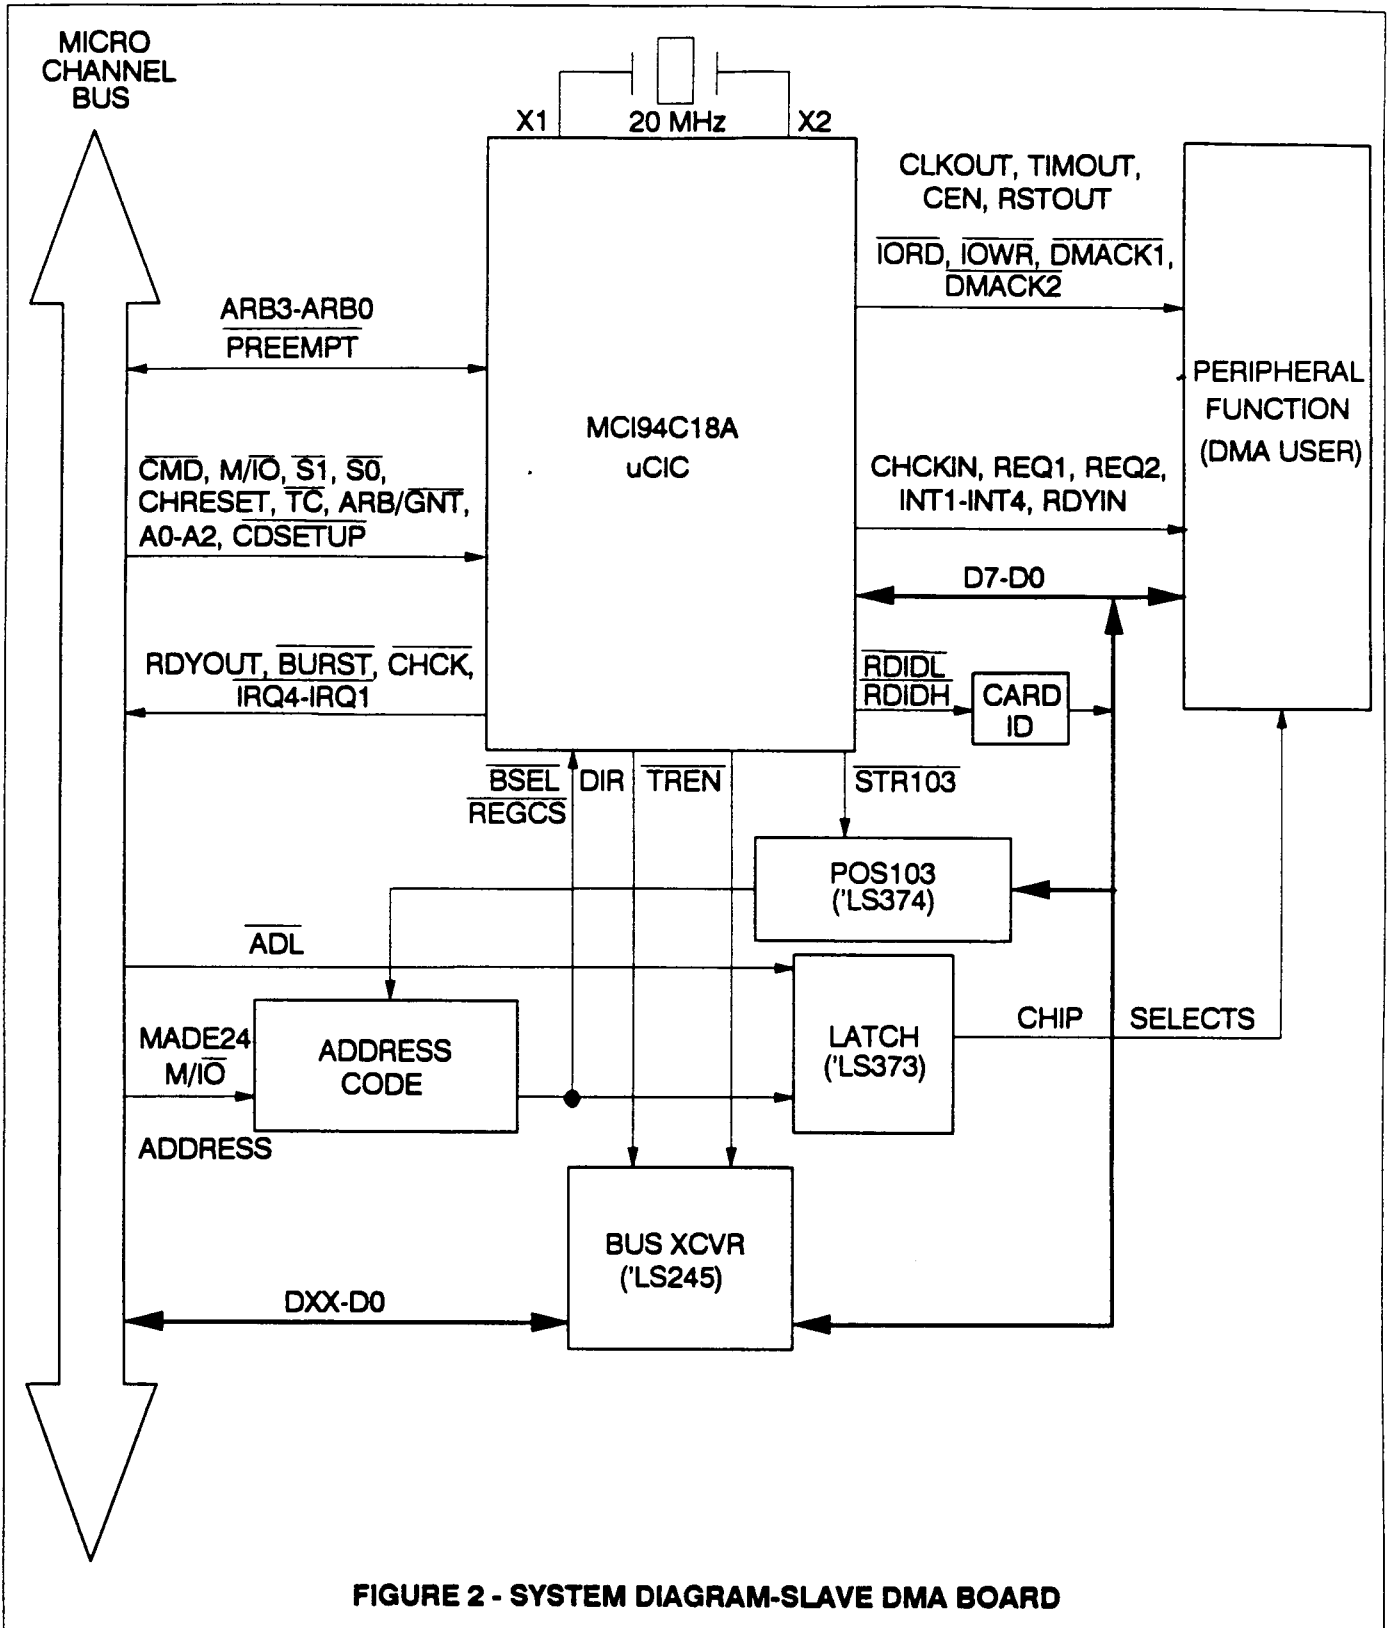 MICRO
CHANNEL
BUS
X1
20 MHz
X2
CLKOUT, TIMOUT,
CEN, RSTOUT
IORD, IOWR, DMACK1,
DMACK2
ARB3-ARB0
PREEMPT
MCI94C18A
uCIC
PERIPHERAL
FUNCTION
(DMA USER)
CMD, M/IO, S1, S0,
CHRESET, TC, ARB/GNT,
A0-A2, CDSETUP
CHCKIN, REQ1, REQ2,
INT1-INT4, RDYIN
D7-D0
RDYOUT, BURST, CHCK,
IRQ4-IRQ1
RDIDL
RDIDH
CARD
ID
BSEL
REGCS
DIR
TREN
STR103
POS103
('LS374)
ADL
MADE24
M/IO
ADDRESS
ADDRESS
CODE
LATCH
('LS373)
CHIP SELECTS
BUS XCVR
('LS245)
DXX-D0
FIGURE 2 - SYSTEM DIAGRAM-SLAVE DMA BOARD